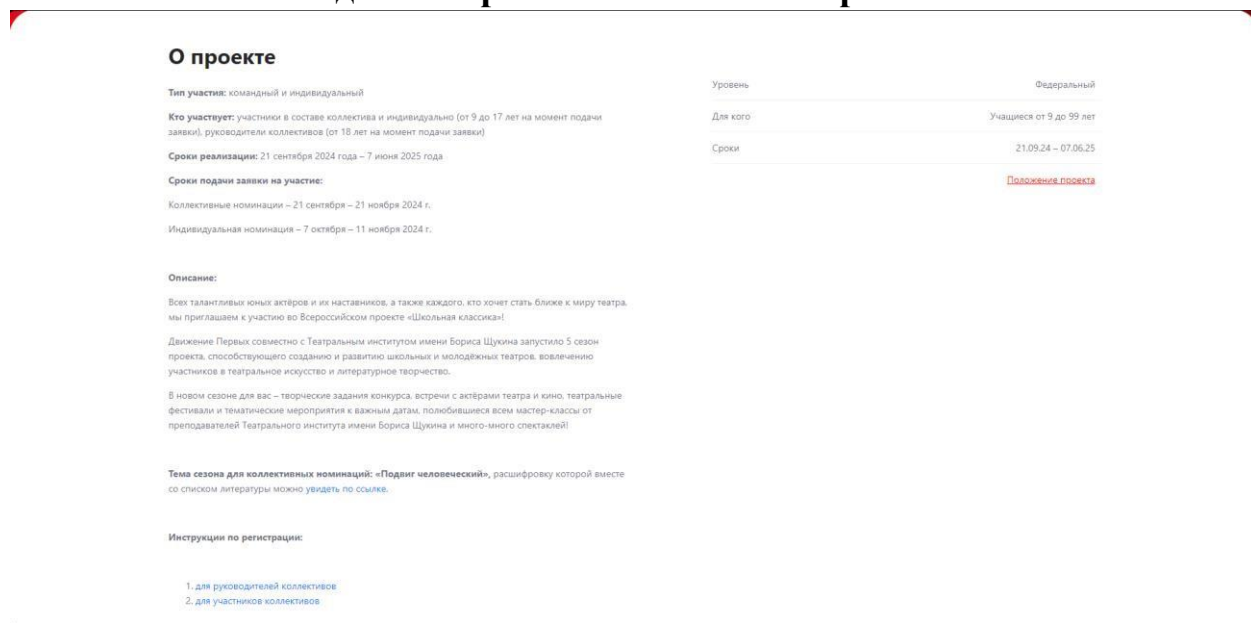 О проекте
Тип участия: командный и индивидуальный
Кто участвует: участники в составе коллектива и индивидуально (от 9 до 17 лет на момент подачи
заявки), руководители коллективов (от 18 лет на момент подачи заявки)
Сроки реализации: 21 сентября 2024 года – 7 июня 2025 года
Сроки подачи заявки на участие:
Коллективные номинации – 21 сентября – 21 ноября 2024 г.
Индивидуальная номинация – 7 октября – 11 ноября 2024 г.
Описание:
Всех талантливых юных актёров и их наставников, а также каждого, кто хочет стать ближе к миру театра,
мы приглашаем к участию во Всероссийском проекте «Школьная классика»!
Движение Первых совместно с Театральным институтом имени Бориса Щукина запустило 5 сезон
проекта, способствующего созданию и развитию школьных и молодёжных театров, вовлечению
участников в театральное искусство и литературное творчество.
В новом сезоне для вас – творческие задания конкурса, встречи с актёрами театра и кино, театральные
фестивали и тематические мероприятия к важным датам, полюбившиеся всем мастер-классы от
преподавателей Театрального института имени Бориса Щукина и много-много спектаклей!
Тема сезона для коллективных номинаций: «Подвиг человеческий», расшифровку которой вместе
со списком литературы можно увидеть по ссылке.
Инструкции по регистрации:
1. для руководителей коллективов
2. для участников коллективов
Уровень Федеральный
Для кого Учащиеся от 9 до 99 лет
Сроки 21.09.24 – 07.06.25
Положение проекта